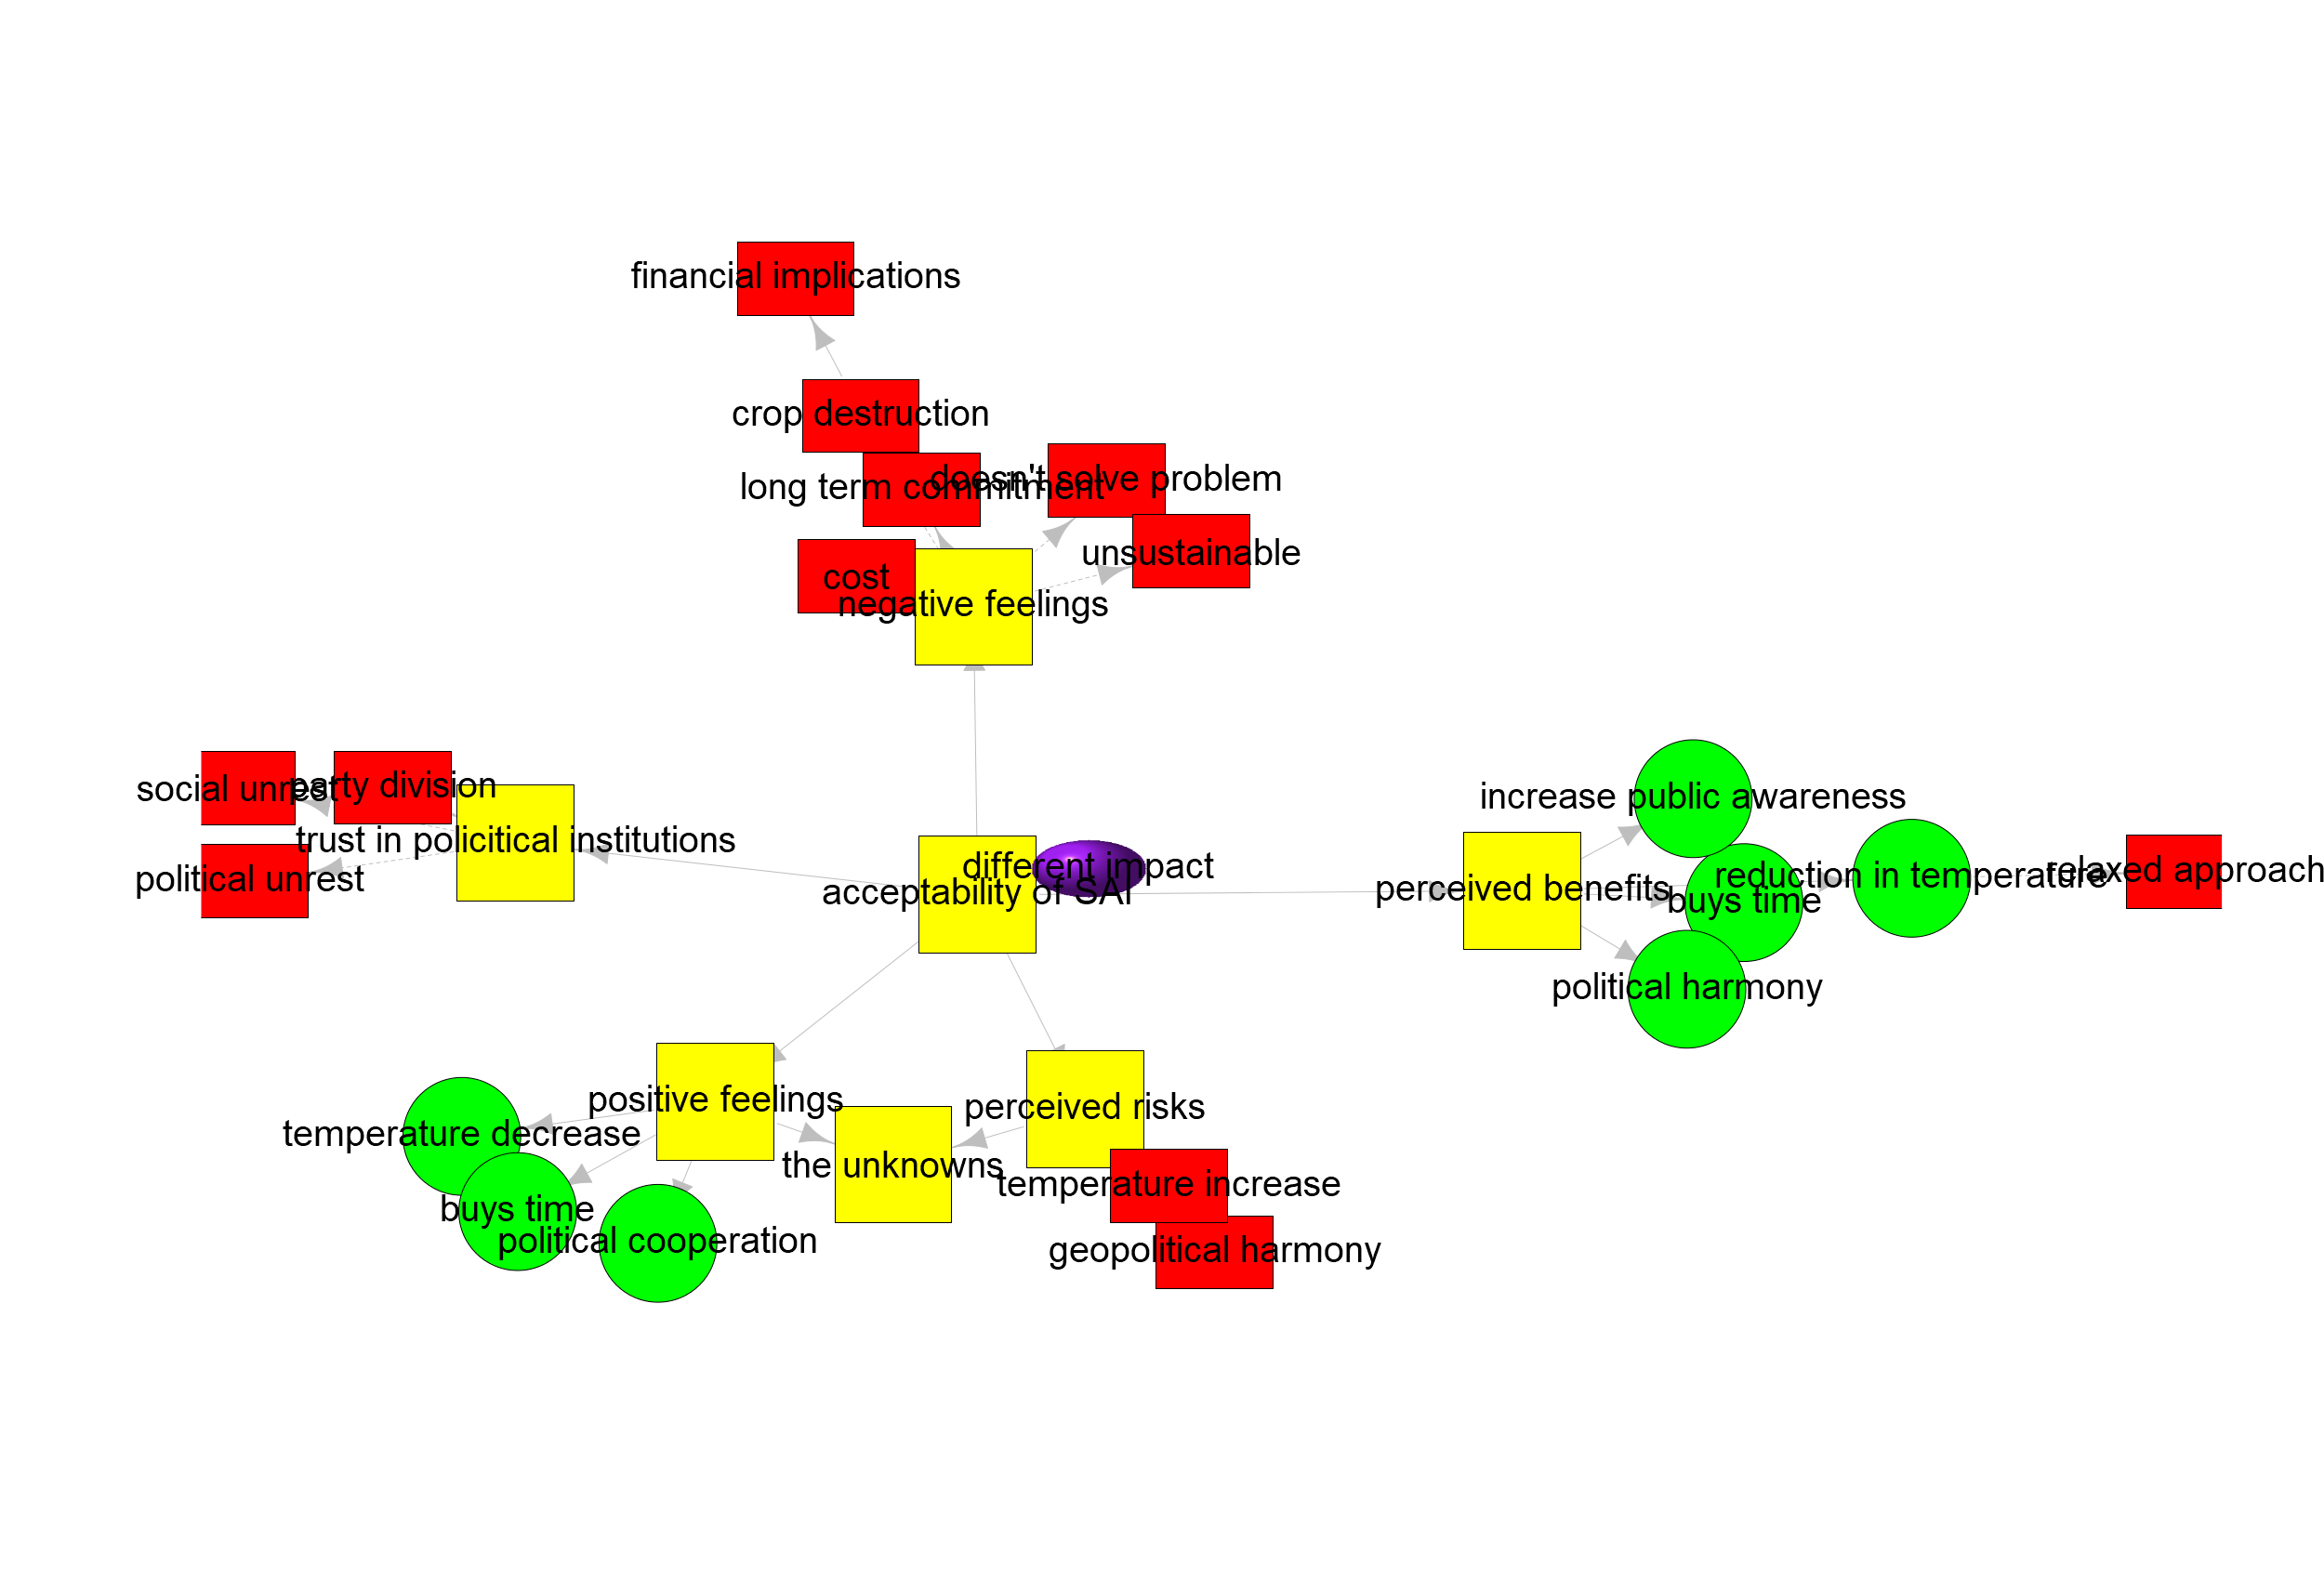 financial implications
crop destruction
long term commitment
doesn't solve problem
unsustainable
cost
negative feelings
social unrest
party division
trust in policitical institutions
political unrest
different impact
acceptability of SAI
increase public awareness
perceived benefits
reduction in temperature
relaxed approach
buys time
political harmony
positive feelings
perceived risks
temperature decrease
the unknowns
temperature increase
buys time
political cooperation
geopolitical harmony